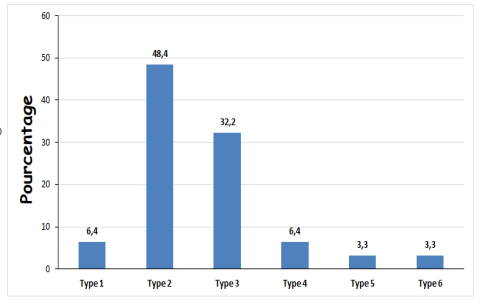 60
50
40
30
20
10
0
Pourcentage
6,4
48,4
32,2
6,4
3,3
3,3
Type 1
Type 2
Type 3
Type 4
Type 5
Type 6